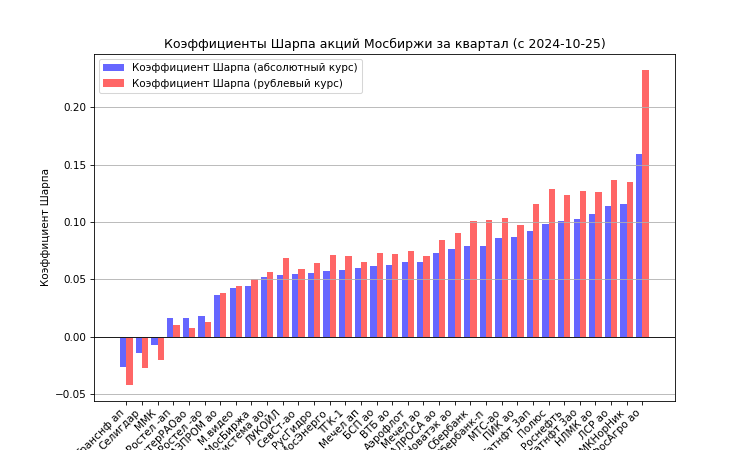 Коэффициенты Шарпа акций Мосбиржи за квартал (с 2024-10-25)
Коэффициент Шарпа (абсолютный курс)
Коэффициент Шарпа (рублевый курс)
Коэффициент Шарпа
0.20
0.15
0.10
0.05
0.00
−0.05
Селигдар
ММК
Ростел -ап
Ростел -ао
М.видео
МосБиржа
ЛУКОЙЛ
СевСт-ао
РусГидро
ТГК-1
Мечел ап
БСП ао
ВТБ ао
Аэрофлот
Мечел ао
Сбербанк
МТС-ао
ПИК ао
Полюс
Роснефть
НЛМК ао
ЛСР ао